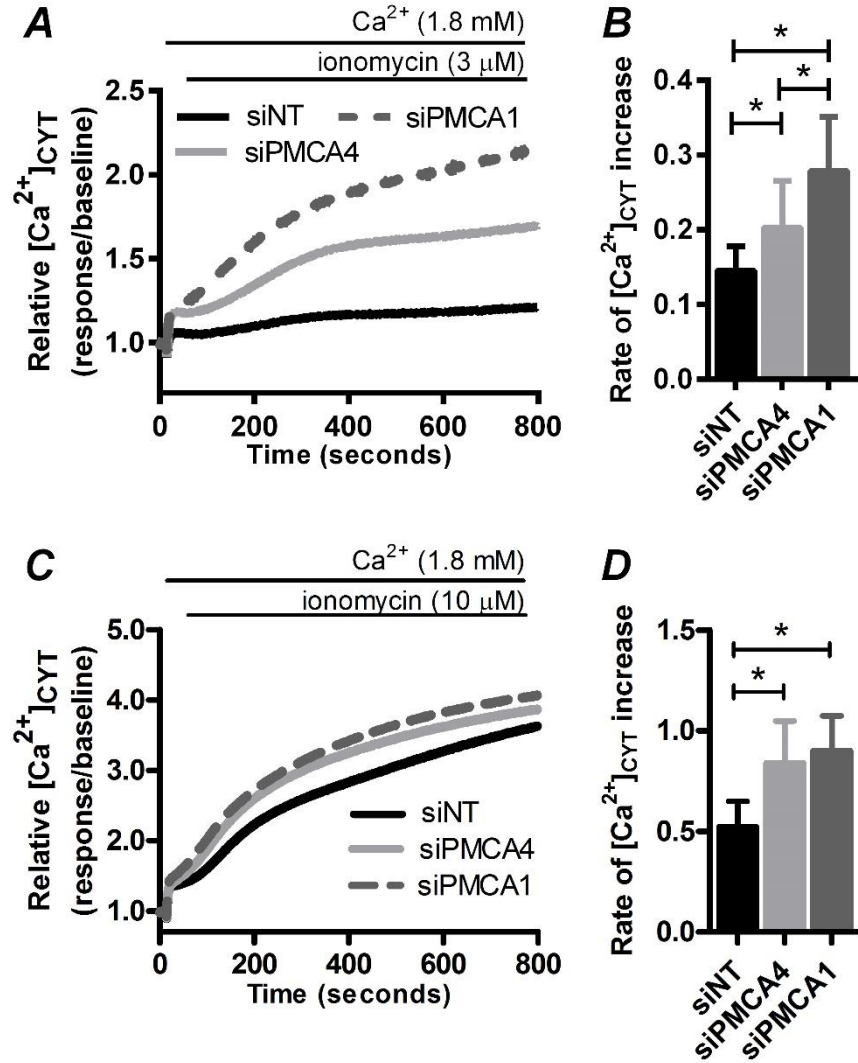 A
Ca²⁺ (1.8 mM)
ionomycin (3 µM)
siNT
siPMCA1
siPMCA4
Relative [Ca²⁺]CYT
(response/baseline)
2.5
2.0
1.5
1.0
0 200 400 600 800
Time (seconds)
B
* 
* *
Rate of [Ca²⁺]CYT increase
0.4
0.3
0.2
0.1
0.0
siNT
siPMCA4
siPMCA1
C
Ca²⁺ (1.8 mM)
ionomycin (10 µM)
Relative [Ca²⁺]CYT
(response/baseline)
5.0
4.0
3.0
2.0
1.0
siNT
siPMCA4
siPMCA1
0 200 400 600 800
Time (seconds)
D
*
*
Rate of [Ca²⁺]CYT increase
1.5
1.0
0.5
0.0
siNT
siPMCA4
siPMCA1